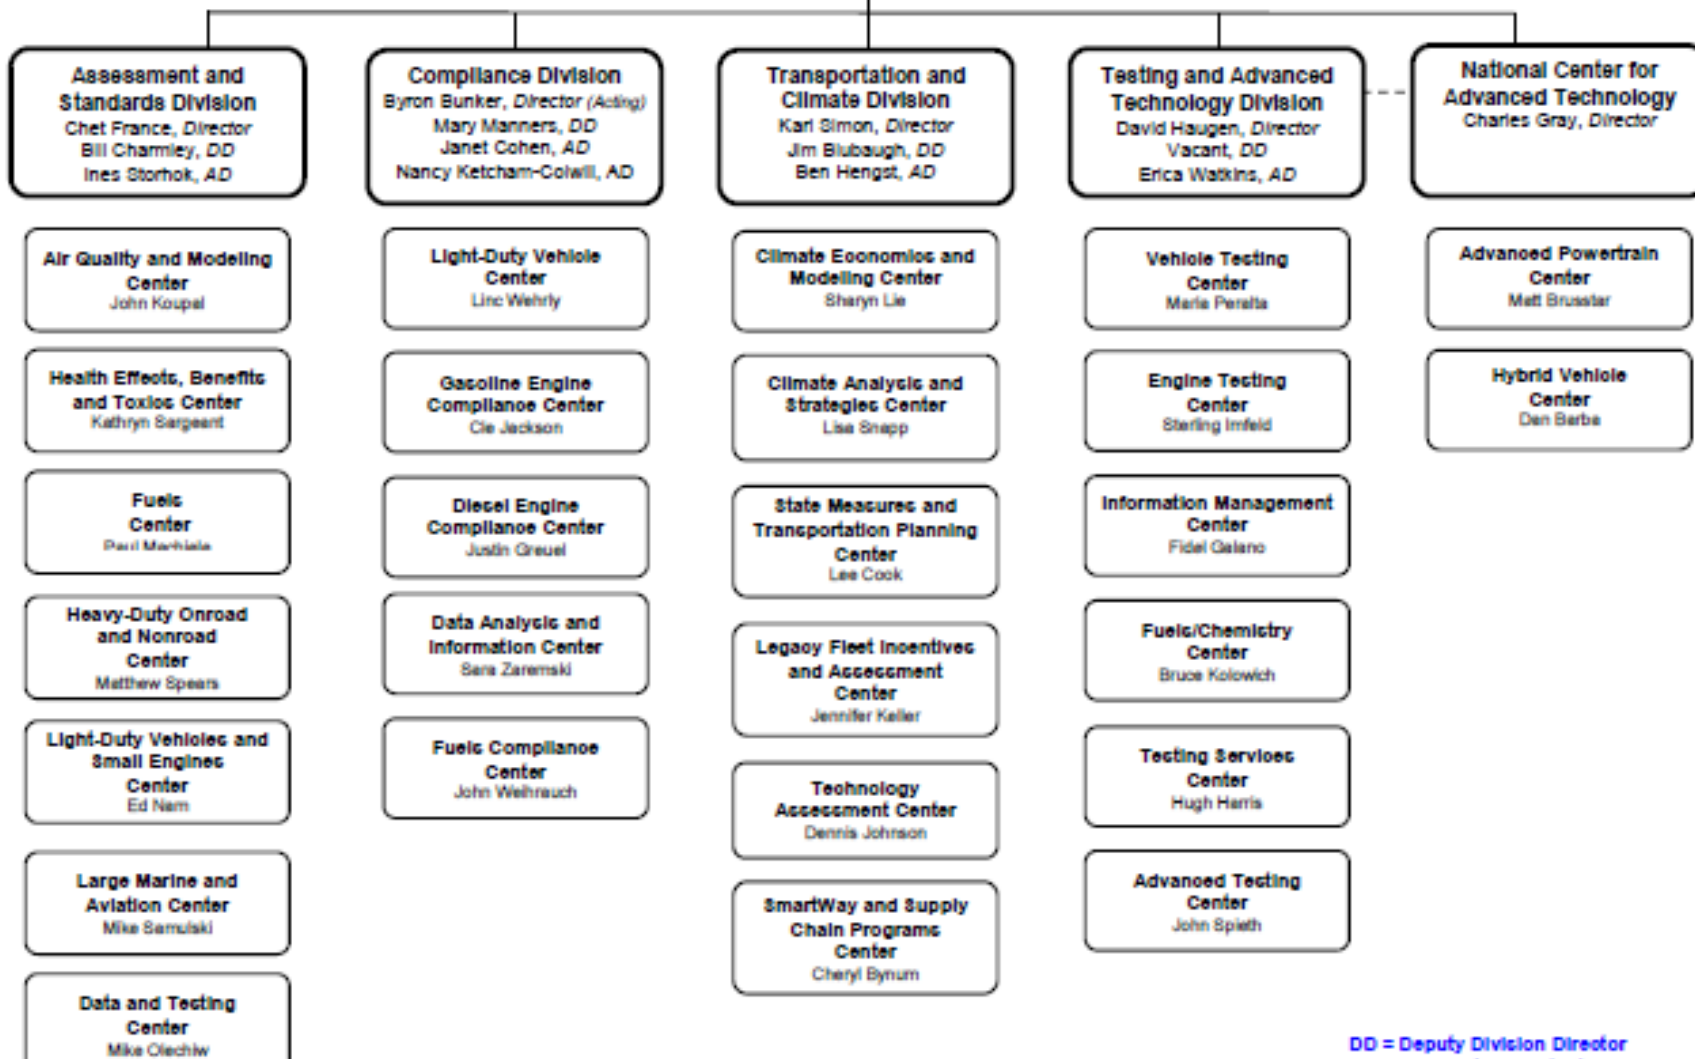 Assessment and
Standards Division
Chet France, Director
Bill Charmley, DD
Ines Storhok, AD
Air Quality and Modeling
Center
John Koupal
Health Effects, Benefits
and Toxics Center
Kathryn Sargeant
Fuels
Center
Paul Machiele
Heavy-Duty Onroad
and Nonroad
Center
Matthew Spears
Light-Duty Vehicles and
Small Engines
Center
Ed Nam
Large Marine and
Aviation Center
Mike Samulski
Data and Testing
Center
Mike Olechiw
Compliance Division
Byron Bunker, Director (Acting)
Mary Manners, DD
Janet Cohen, AD
Nancy Ketcham-Colwill, AD
Light-Duty Vehicle
Center
Linc Wehrly
Gasoline Engine
Compliance Center
Cle Jackson
Diesel Engine
Compliance Center
Justin Greuel
Data Analysis and
Information Center
Sara Zaremski
Fuels Compliance
Center
John Weihrauch
Transportation and
Climate Division
Karl Simon, Director
Jim Blubaugh, DD
Ben Hengst, AD
Climate Economics and
Modeling Center
Sharyn Lie
Climate Analysis and
Strategies Center
Lisa Snapp
State Measures and
Transportation Planning
Center
Lee Cook
Legacy Fleet Incentives
and Assessment
Center
Jennifer Keller
Technology
Assessment Center
Dennis Johnson
SmartWay and Supply
Chain Programs
Center
Cheryl Bynum
Testing and Advanced
Technology Division
David Haugen, Director
Vacant, DD
Erica Watkins, AD
Vehicle Testing
Center
Maria Peralta
Engine Testing
Center
Sterling Imfeld
Information Management
Center
Fidel Galano
Fuels/Chemistry
Center
Bruce Kolowich
Testing Services
Center
Hugh Harris
Advanced Testing
Center
John Spieth
National Center for
Advanced Technology
Charles Gray, Director
Advanced Powertrain
Center
Matt Brusstar
Hybrid Vehicle
Center
Dan Barba
DD = Deputy Division Director